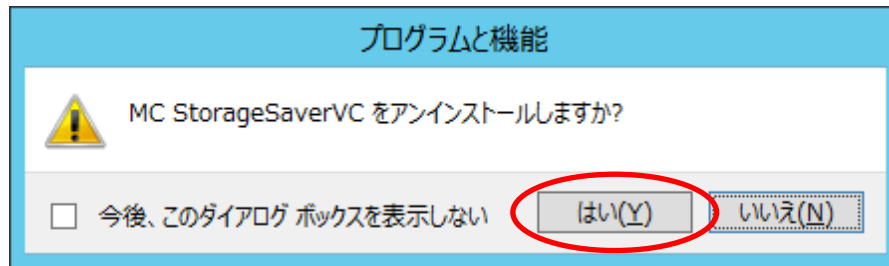 プログラムと機能
MC StorageSaverVC をアンインストールしますか?
今後、このダイアログ ボックスを表示しない はい(Y) いいえ(N)